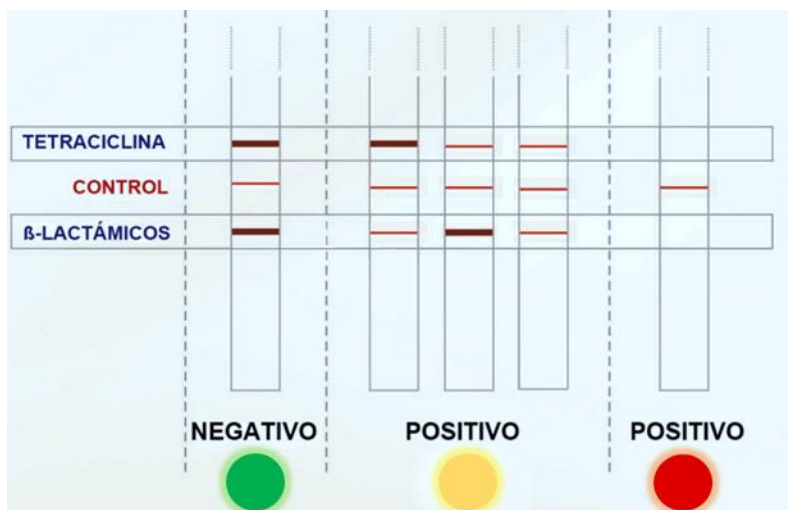 TETRACICLINA
CONTROL
ß-LACTÁMICOS
NEGATIVO
POSITIVO
POSITIVO